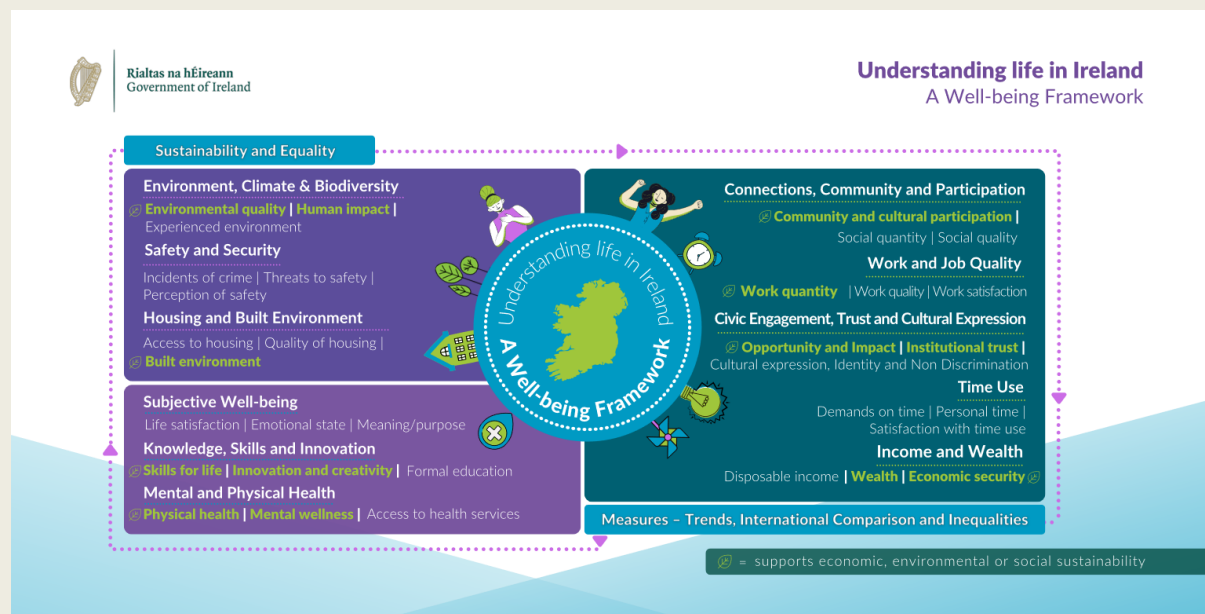 Rialtas na hÉireann
Government of Ireland
Understanding life in Ireland
A Well-being Framework
Sustainability and Equality
Environment, Climate & Biodiversity
Environmental quality | Human impact |
Experienced environment
Safety and Security
Incidents of crime | Threats to safety |
Perception of safety
Housing and Built Environment
Access to housing | Quality of housing |
Built environment
Subjective Well-being
Life satisfaction | Emotional state | Meaning/purpose
Knowledge, Skills and Innovation
Skills for life | Innovation and creativity | Formal education
Mental and Physical Health
Physical health | Mental wellness | Access to health services
Understanding life in Ireland
A Well-being Framework
Connections, Community and Participation
Community and cultural participation |
Social quantity | Social quality
Work and Job Quality
Work quantity | Work quality | Work satisfaction
Civic Engagement, Trust and Cultural Expression
Opportunity and Impact | Institutional trust |
Cultural expression, Identity and Non Discrimination
Time Use
Demands on time | Personal time |
Satisfaction with time use
Income and Wealth
Disposable income | Wealth | Economic security
Measures – Trends, International Comparison and Inequalities
= supports economic, environmental or social sustainability